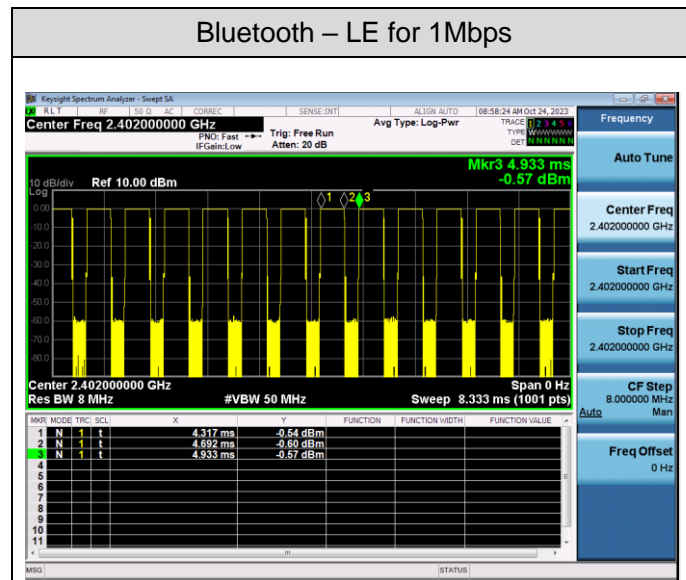 Bluetooth – LE for 1Mbps
Keysight Spectrum Analyzer - Swept SA
RLT RF 50 Ω AC CORREC SENSE:INT ALIGN AUTO 08:58:24 AM Oct 24, 2023
Center Freq 2.402000000 GHz
PNO: Fast
IFGain:Low
Trig: Free Run
Atten: 20 dB
Avg Type: Log-Pwr
TRACE 1 2 3 4 5 6
TYPE WWWWWW
DET N N N N N N
Frequency
Mkr3 4.933 ms
-0.57 dBm
10 dB/div Ref 10.00 dBm
Log
1 2 3
0.00
-10.0
-20.0
-30.0
-40.0
-50.0
-60.0
-70.0
-80.0
Center 2.402000000 GHz Span 0 Hz
Res BW 8 MHz #VBW 50 MHz Sweep 8.333 ms (1001 pts)
Auto Tune
Center Freq
2.402000000 GHz
Start Freq
2.402000000 GHz
Stop Freq
2.402000000 GHz
CF Step
8.000000 MHz
Auto Man
Freq Offset
0 Hz
MKR MODE TRC SCL X Y FUNCTION FUNCTION WIDTH FUNCTION VALUE
1 N 1 t 4.317 ms -0.54 dBm
2 N 1 t 4.692 ms -0.60 dBm
3 N 1 t 4.933 ms -0.57 dBm
4
5
6
7
8
9
10
11
MSG STATUS